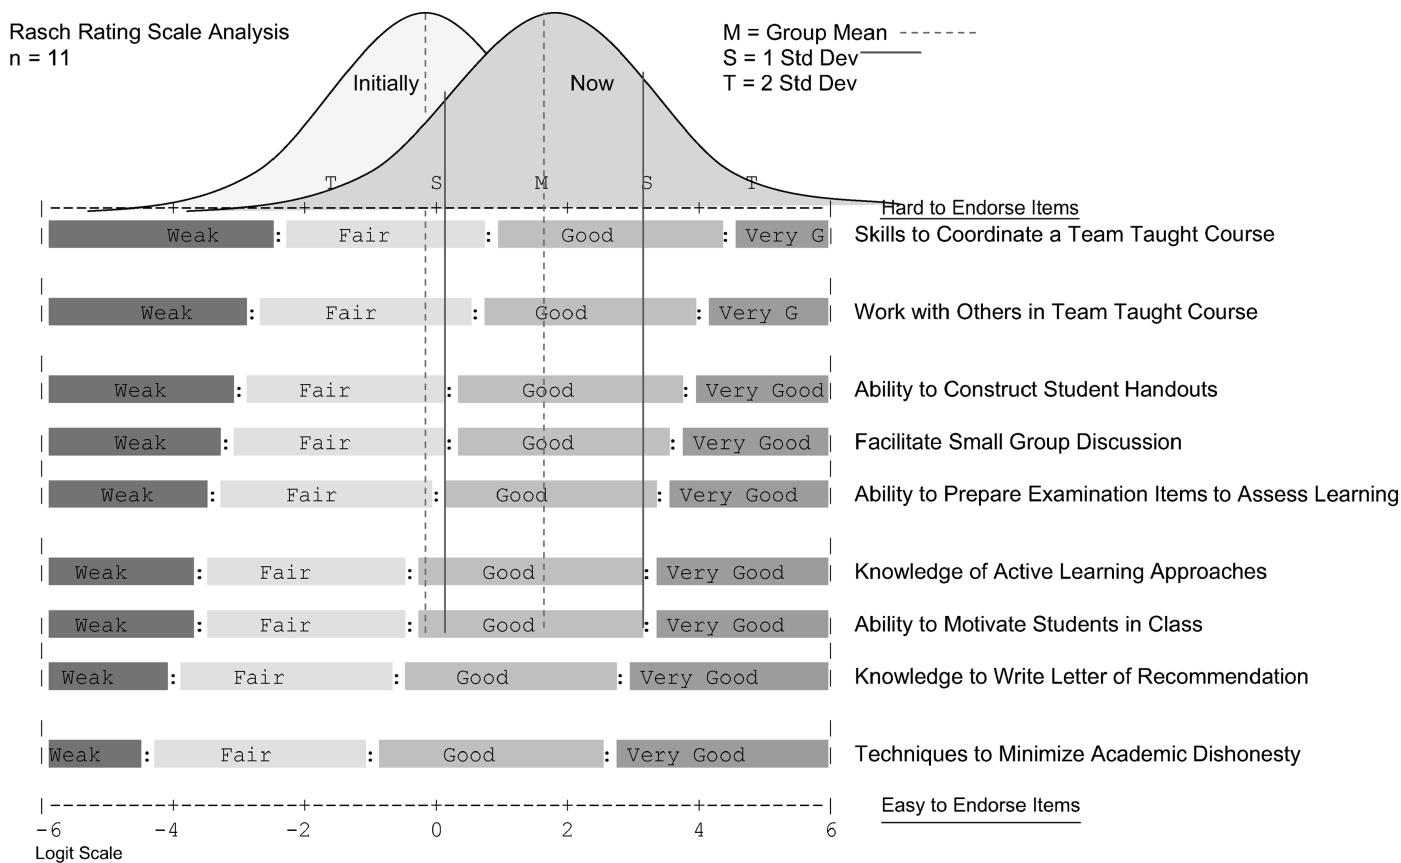 Rasch Rating Scale Analysis
n = 11
M = Group Mean
S = 1 Std Dev
T = 2 Std Dev
Initially
Now
T S M S T
Hard to Endorse Items
Weak : Fair : Good : Very G Skills to Coordinate a Team Taught Course
Weak : Fair : Good : Very G Work with Others in Team Taught Course
Weak : Fair : Good : Very Good Ability to Construct Student Handouts
Weak : Fair : Good : Very Good Facilitate Small Group Discussion
Weak : Fair : Good : Very Good Ability to Prepare Examination Items to Assess Learning
Weak : Fair : Good : Very Good Knowledge of Active Learning Approaches
Weak : Fair : Good : Very Good Ability to Motivate Students in Class
Weak : Fair : Good : Very Good Knowledge to Write Letter of Recommendation
Weak : Fair : Good : Very Good Techniques to Minimize Academic Dishonesty
Easy to Endorse Items
-6 -4 -2 0 2 4 6
Logit Scale